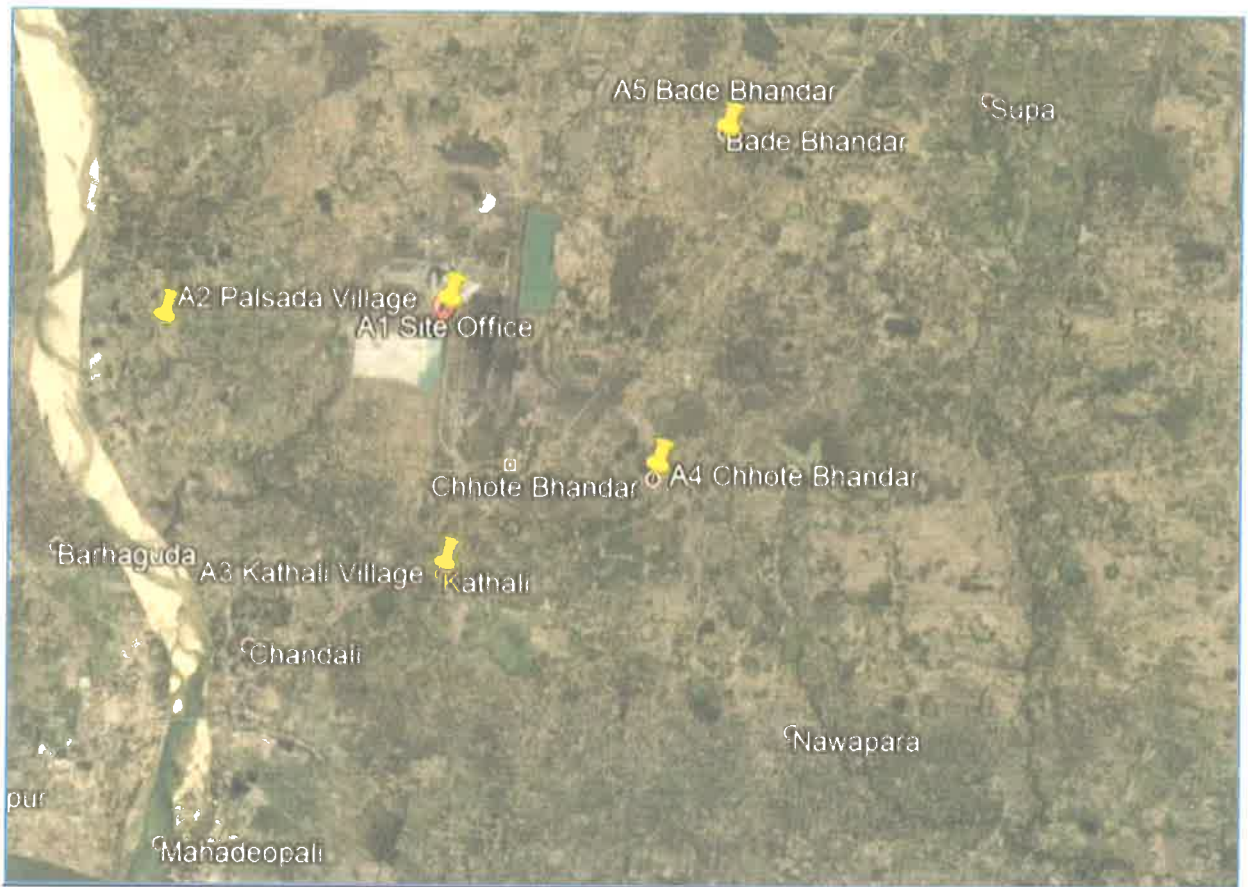 A5 Bade Bhandar
Supa
Bade Bhandar
A2 Palsada Village
A1 Site Office
A4 Chhote Bhandar
Chhote Bhandar
Barhaguda
A3 Kathali Village
Kathali
Chandali
Nawapara
pur
Mahadeopali